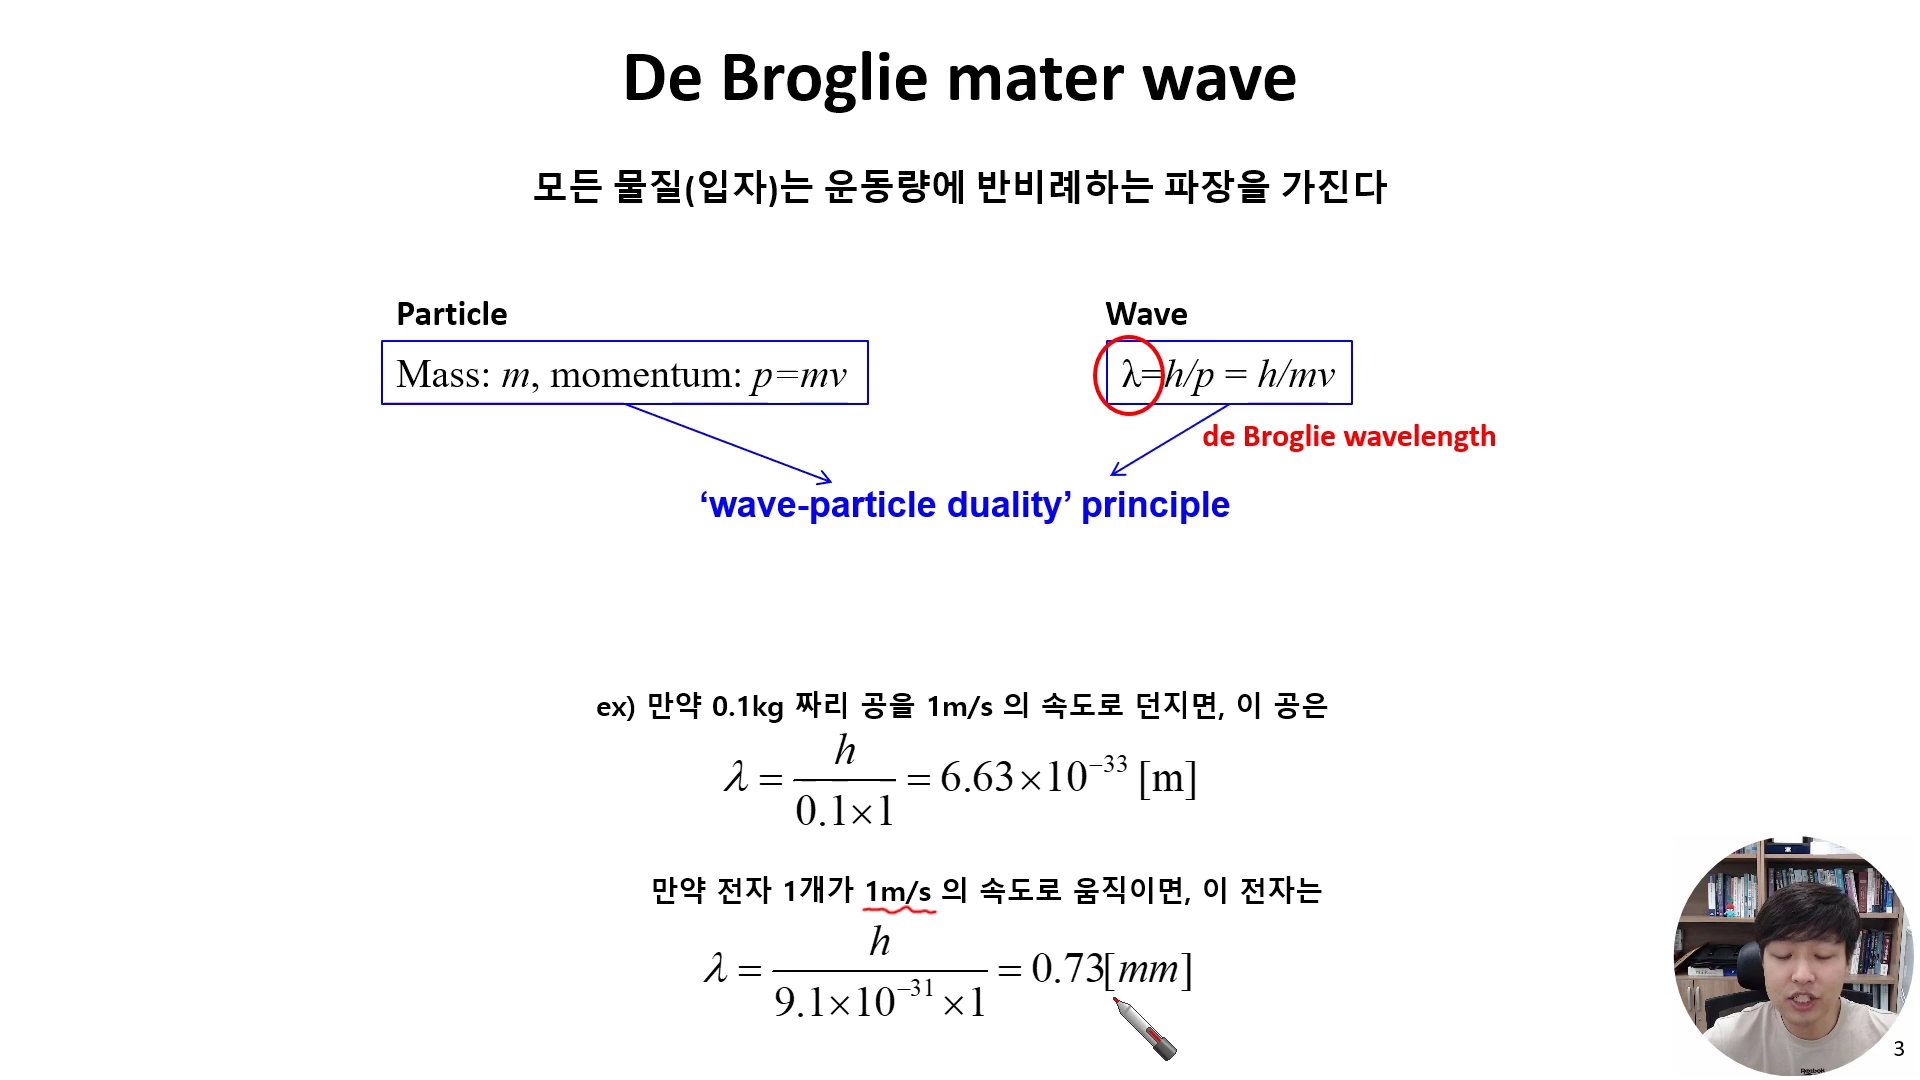 De Broglie mater wave
모든 물질(입자)는 운동량에 반비례하는 파장을 가진다
Particle
Wave
Mass: m, momentum: p=mv
λ=h/p = h/mv
de Broglie wavelength
‘wave-particle duality’ principle
ex) 만약 0.1kg 짜리 공을 1m/s 의 속도로 던지면, 이 공은
λ = h / 0.1×1 = 6.63×10⁻³³ [m]
만약 전자 1개가 1m/s 의 속도로 움직이면, 이 전자는
λ = h / 9.1×10⁻³¹ ×1 = 0.73[mm]
Reebok
3